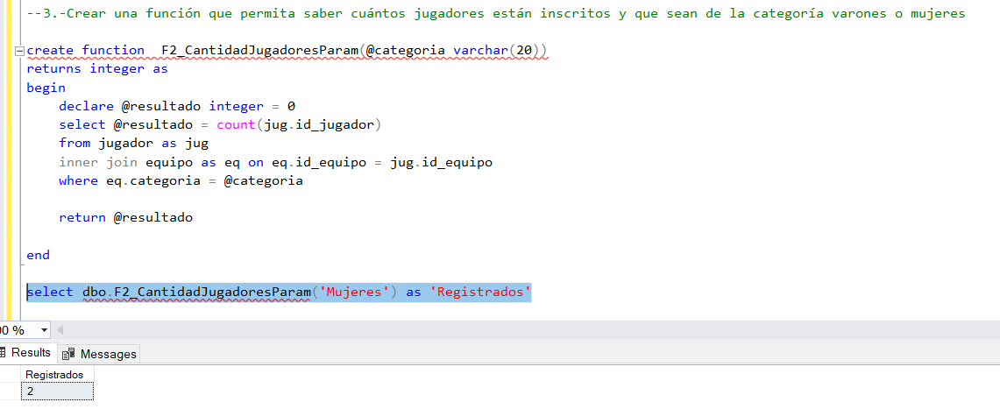 --3.-Crear una función que permita saber cuántos jugadores están inscritos y que sean de la categoría varones o mujeres
create function  F2_CantidadJugadoresParam(@categoria varchar(20))
returns integer as
begin
declare @resultado integer = 0
select @resultado = count(jug.id_jugador)
from jugador as jug
inner join equipo as eq on eq.id_equipo = jug.id_equipo
where eq.categoria = @categoria
return @resultado
end
select dbo.F2_CantidadJugadoresParam('Mujeres') as 'Registrados'
00 %
Results Messages
Registrados
2